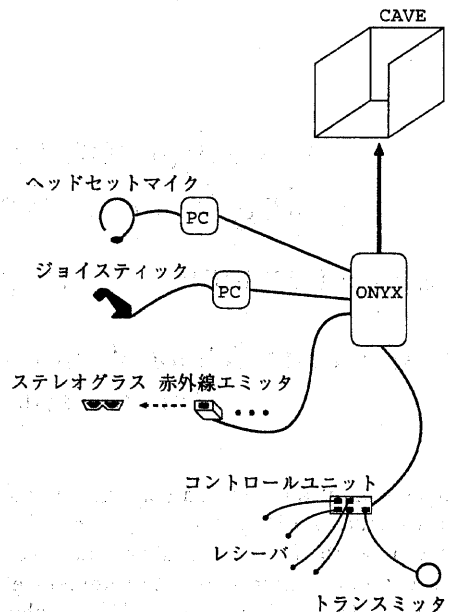 CAVE
ヘッドセットマイク
PC
ジョイスティック
PC
ONYX
ステレオグラス 赤外線エミッタ
コントロールユニット
レシーバ
トランスミッタ